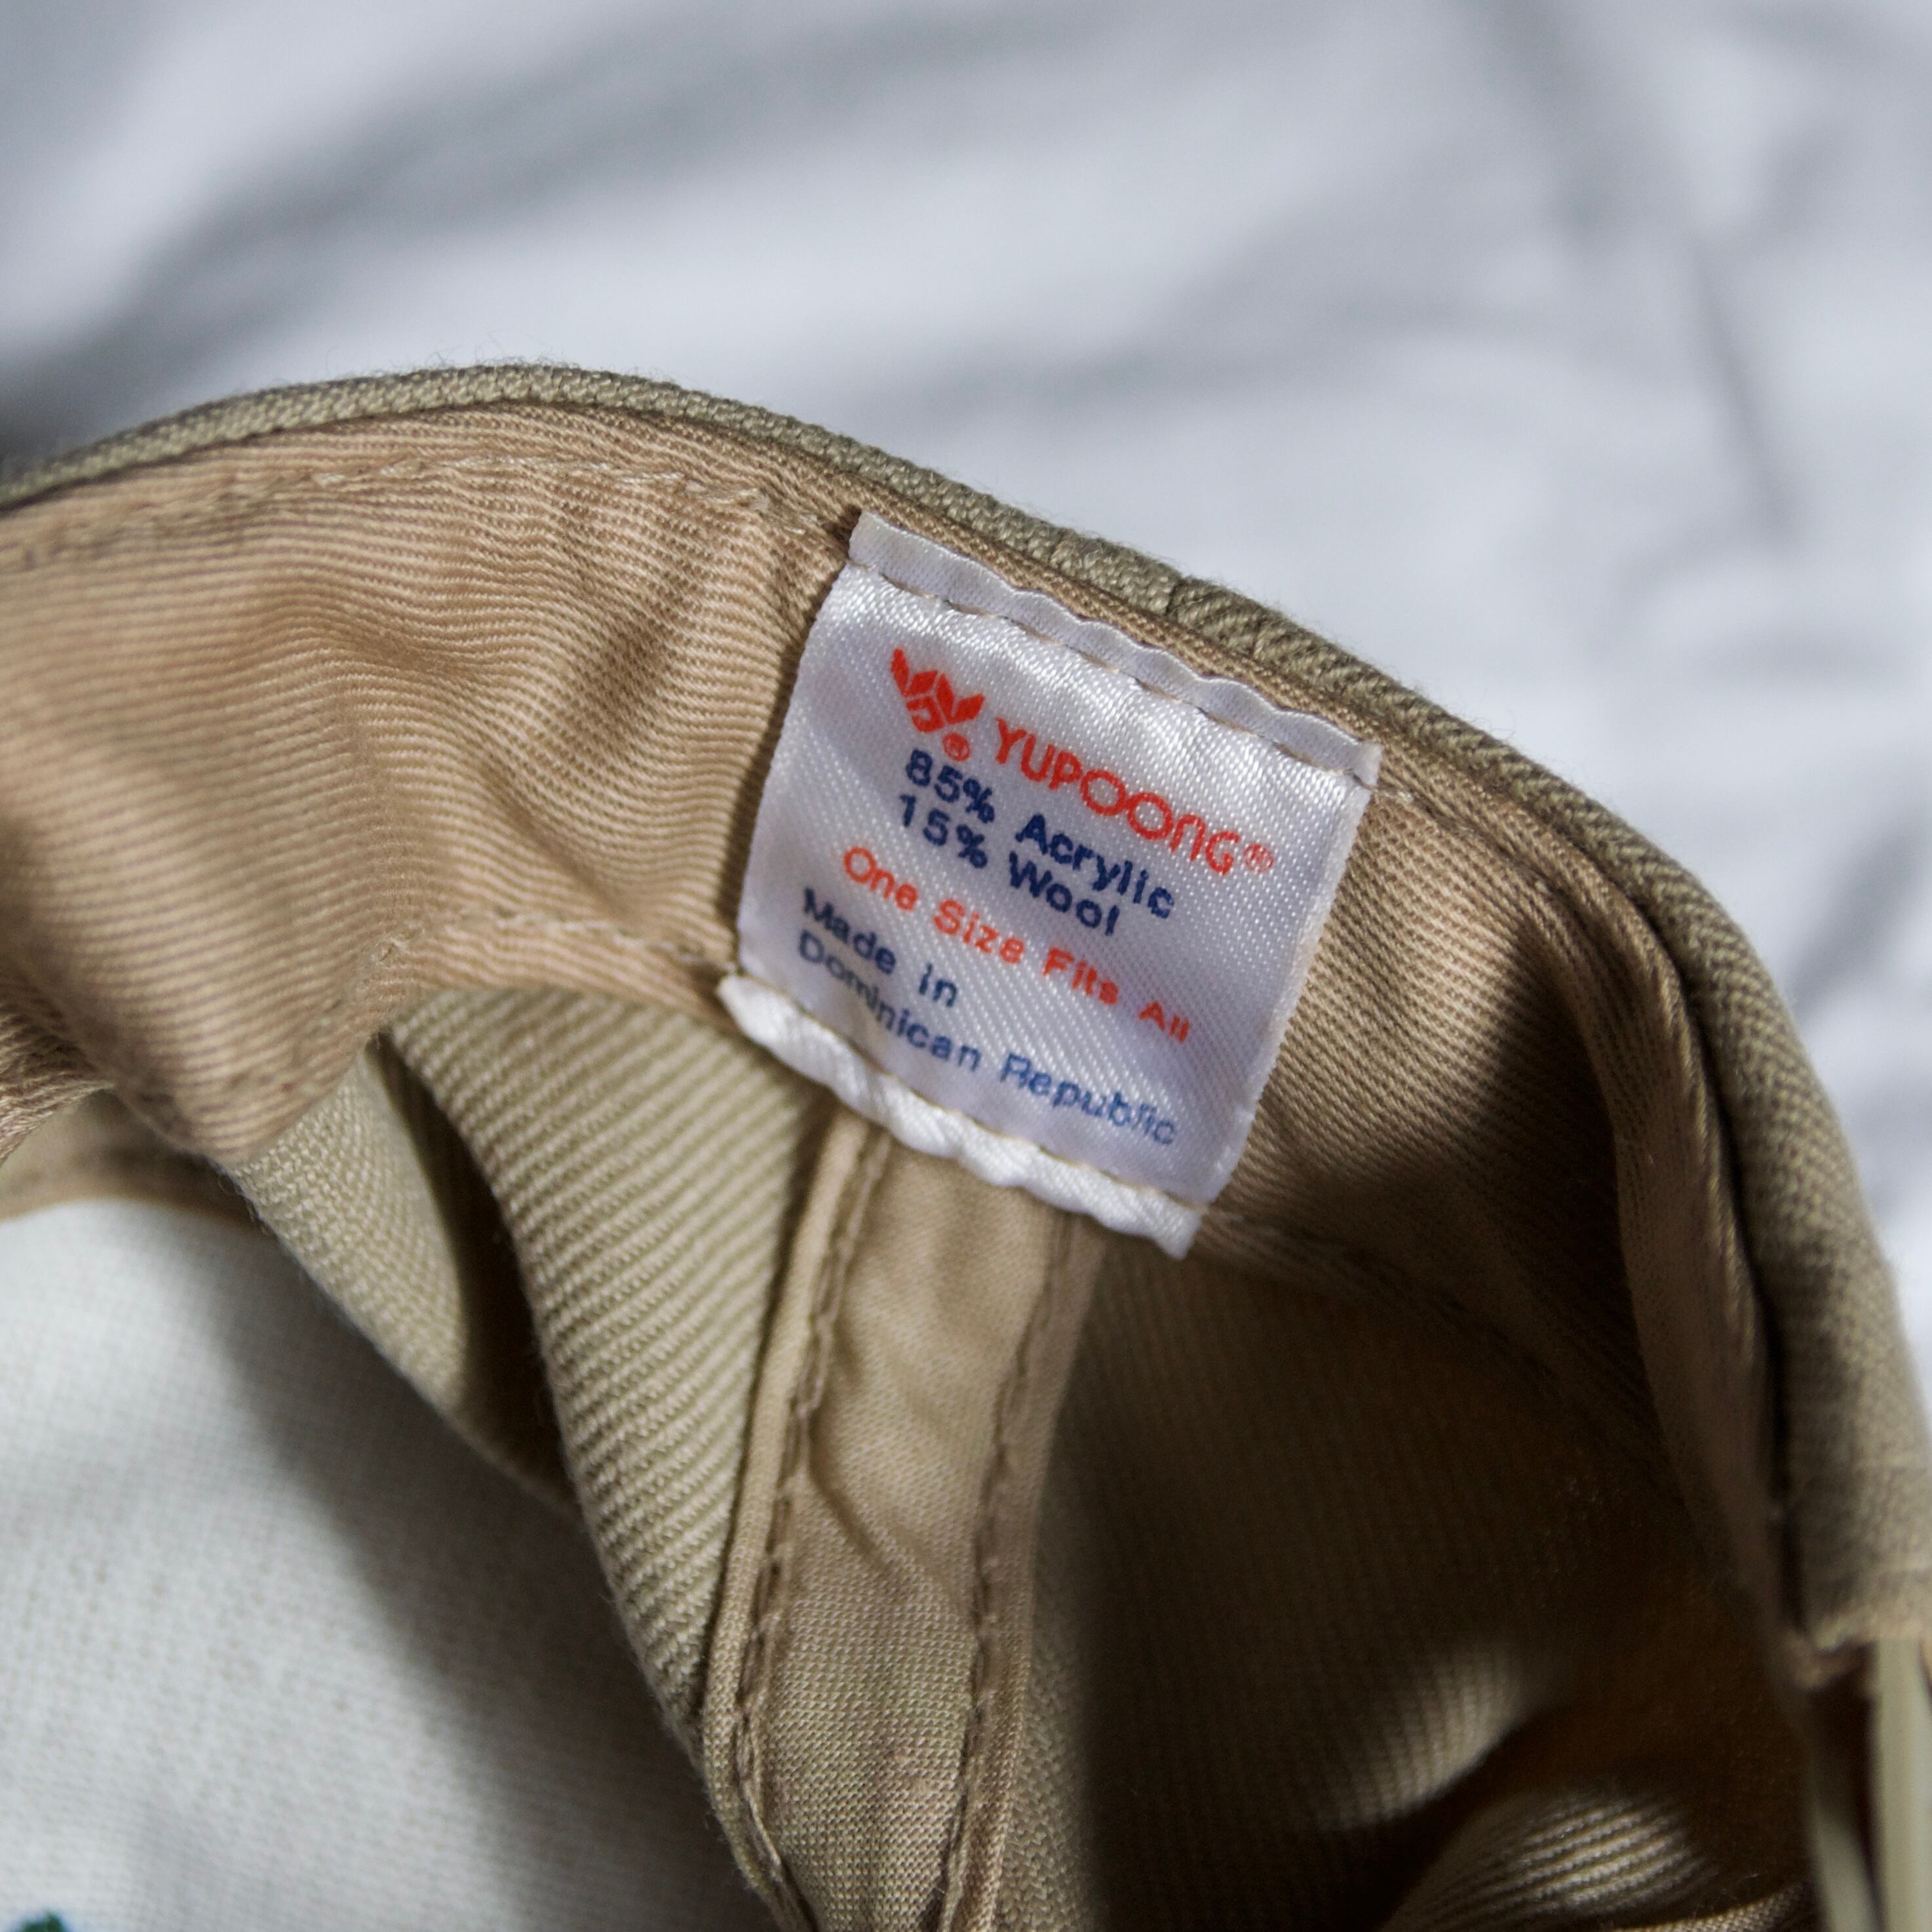 YUPOONG®
85% Acrylic
15% Wool
One Size Fits All
Made in
Dominican Republic